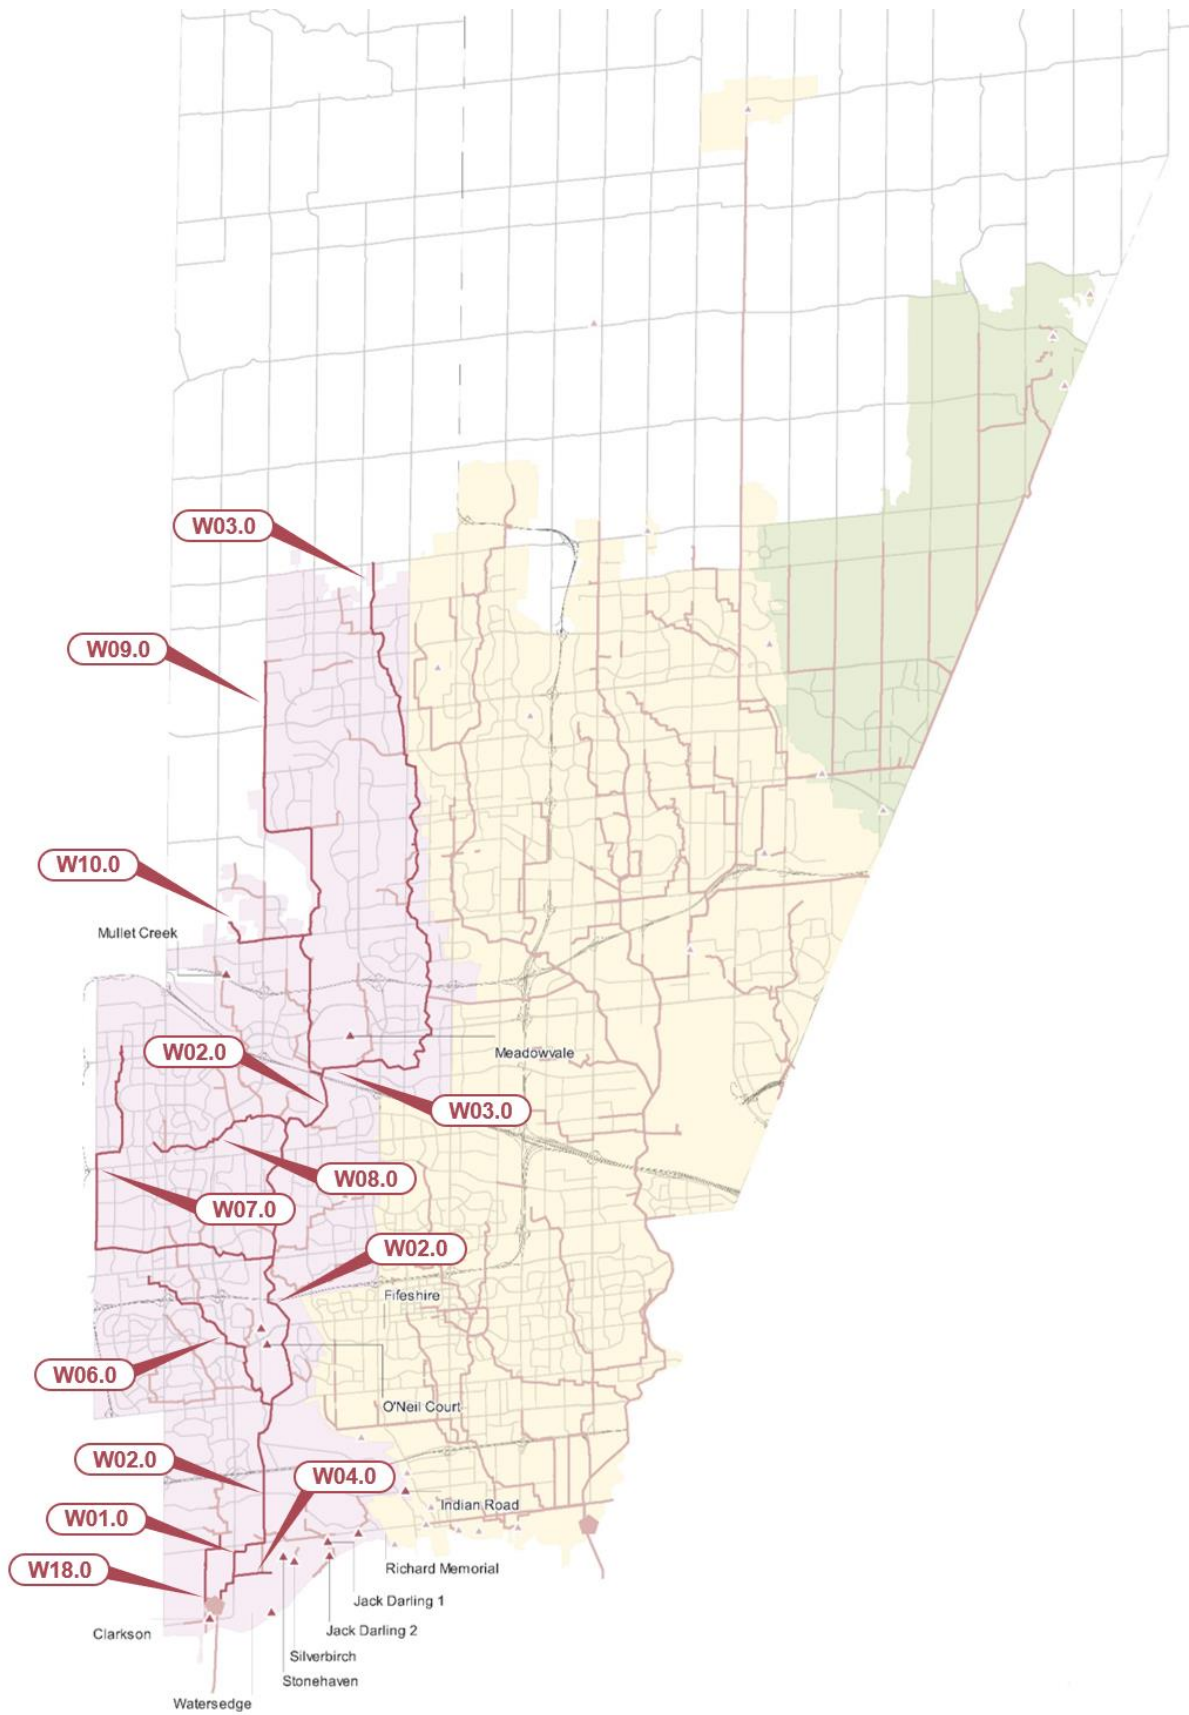 W03.0
W09.0
W10.0
Mullet Creek
W02.0
Meadowvale
W03.0
W08.0
W07.0
W02.0
Fifeshire
W06.0
O'Neil Court
W02.0
W04.0
Indian Road
W01.0
W18.0
Richard Memorial
Jack Darling 1
Clarkson
Jack Darling 2
Silverbirch
Stonehaven
Watersedge